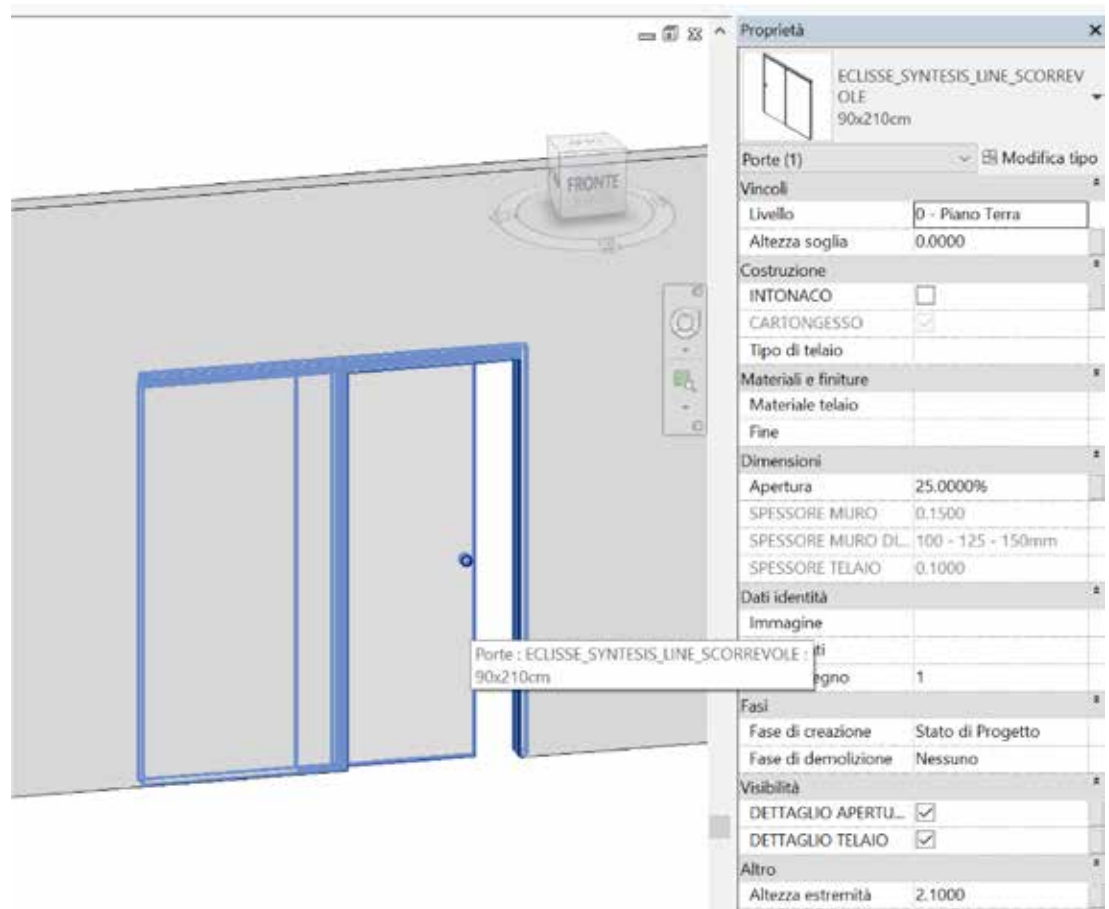 Proprietà
ECLISSE_SYNTESIS_LINE_SCORREV
OLE
90x210cm
Porte (1)
Modifica tipo
Vincoli
Livello 0 - Piano Terra
Altezza soglia 0.0000
Costruzione
INTONACO
CARTONGESSO
Tipo di telaio
Materiali e finiture
Materiale telaio
Fine
Dimensioni
Apertura 25.0000%
SPESSORE MURO 0.1500
SPESSORE MURO DI... 100 - 125 - 150mm
SPESSORE TELAIO 0.1000
Dati identità
Immagine
ti
egno 1
Fasi
Fase di creazione Stato di Progetto
Fase di demolizione Nessuno
Visibilità
DETTAGLIO APERTU...
DETTAGLIO TELAIO
Altro
Altezza estremità 2.1000
FRONTE
Porte : ECLISSE_SYNTESIS_LINE_SCORREVOLE :
90x210cm